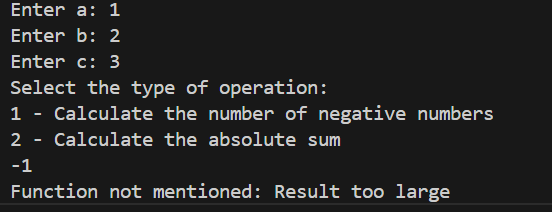 Enter a: 1
Enter b: 2
Enter c: 3
Select the type of operation:
1 - Calculate the number of negative numbers
2 - Calculate the absolute sum
-1
Function not mentioned: Result too large